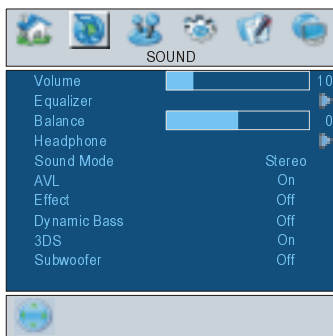 SOUND
Volume 10
Equalizer
Balance 0
Headphone
Sound Mode Stereo
AVL On
Effect Off
Dynamic Bass Off
3DS On
Subwoofer Off